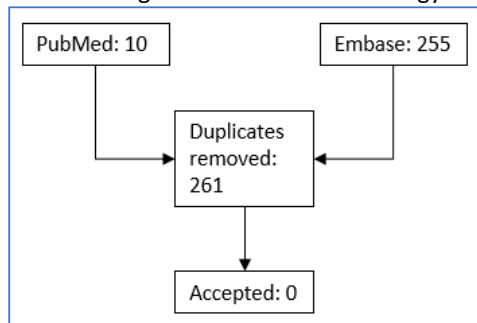 PubMed: 10
Embase: 255
Duplicates
removed:
261
Accepted: 0